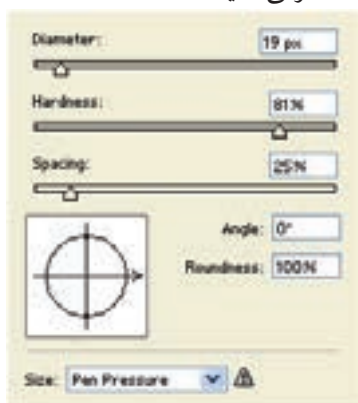 Diameter: 19 px
Hardness: 81%
Spacing: 25%
Angle: 0°
Roundness: 100%
Size: Pen Pressure